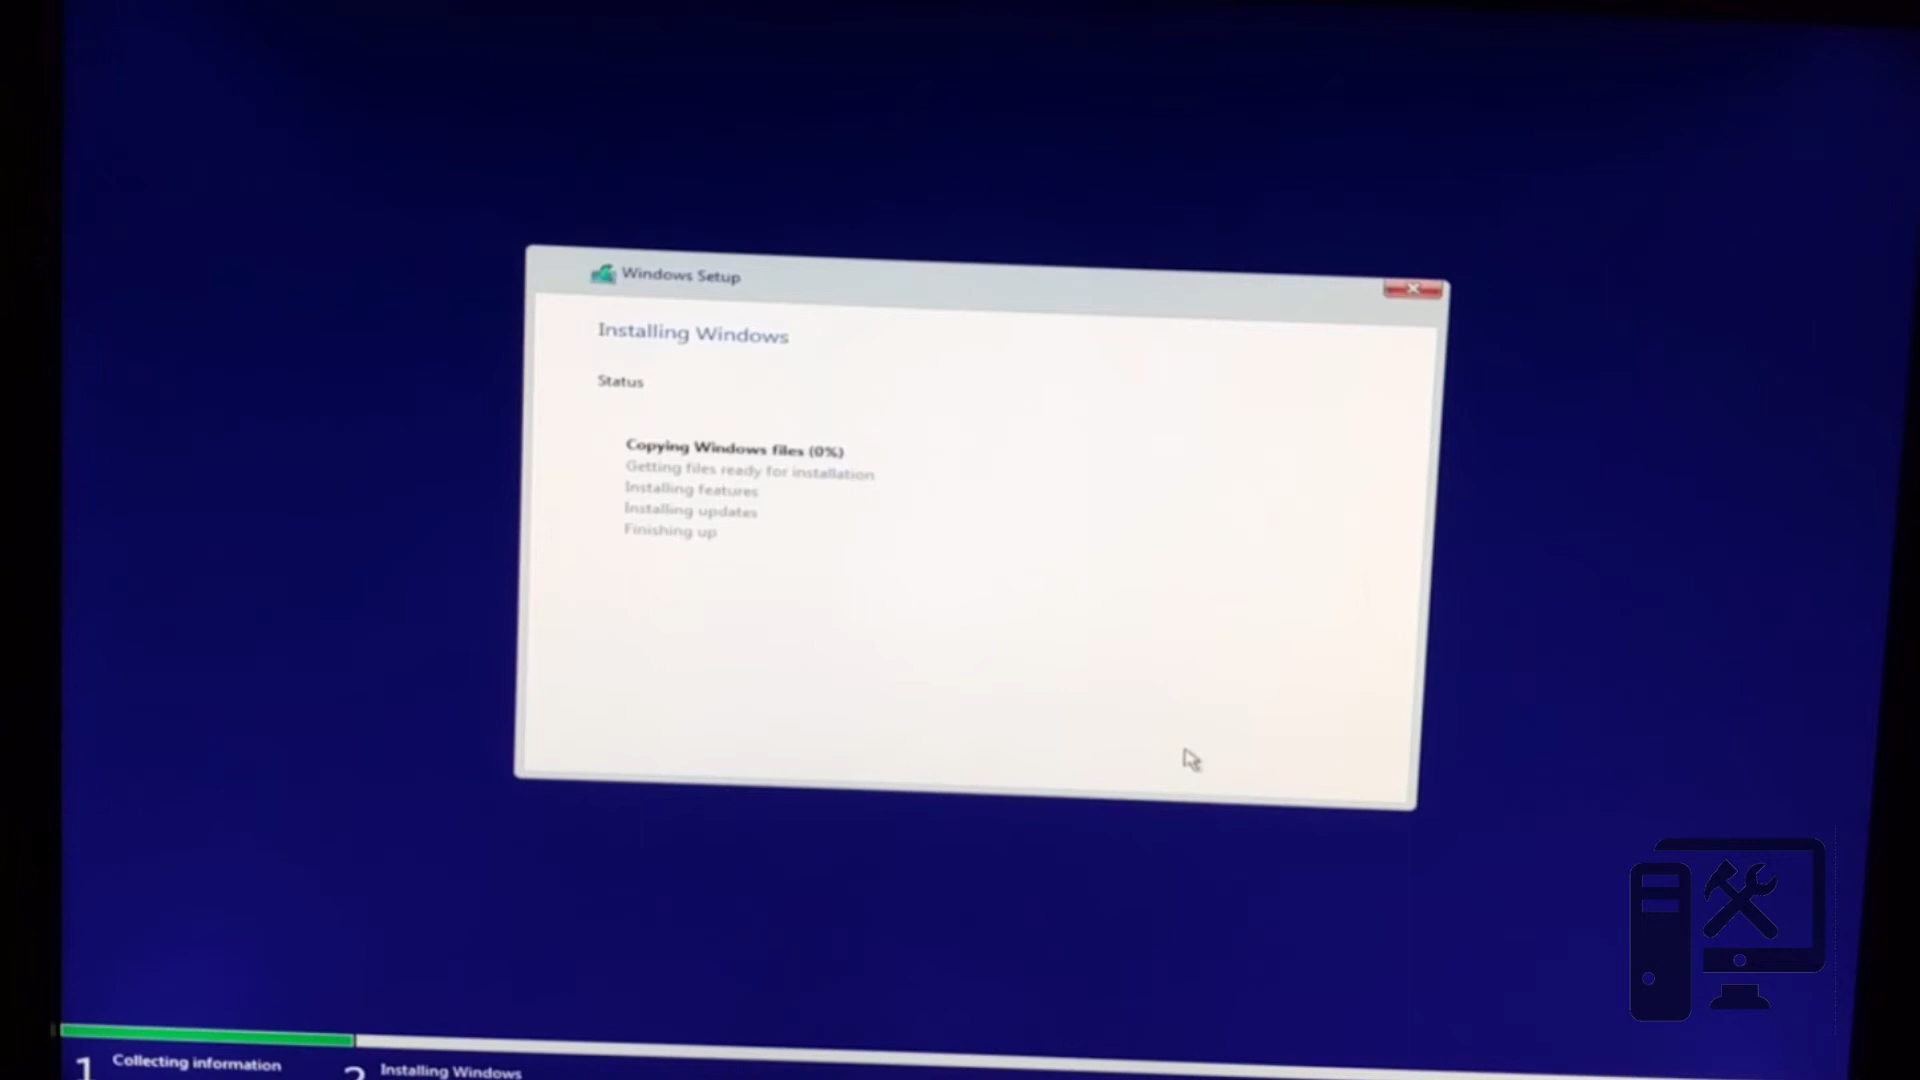 Windows Setup
Installing Windows
Status
Copying Windows files (0%)
Getting files ready for installation
Installing features
Installing updates
Finishing up
1 Collecting information
2 Installing Windows